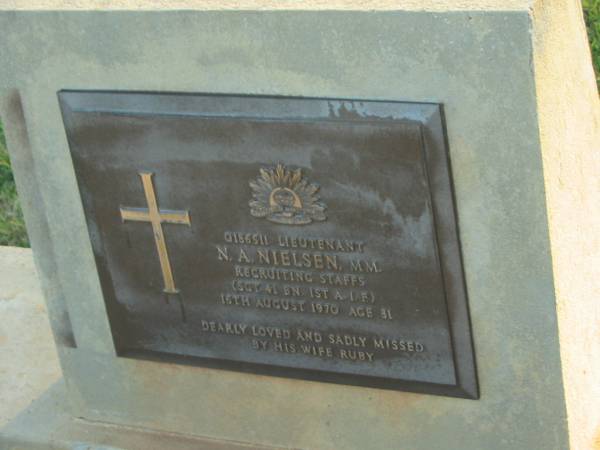 Q156511 LIEUTENANT
N. A. NIELSEN, M.M.
RECRUITING STAFFS
(SGT 41 BN. 1ST A.I.F)
16TH AUGUST 1970 AGE 81
DEARLY LOVED AND SADLY MISSED
BY HIS WIFE RUBY